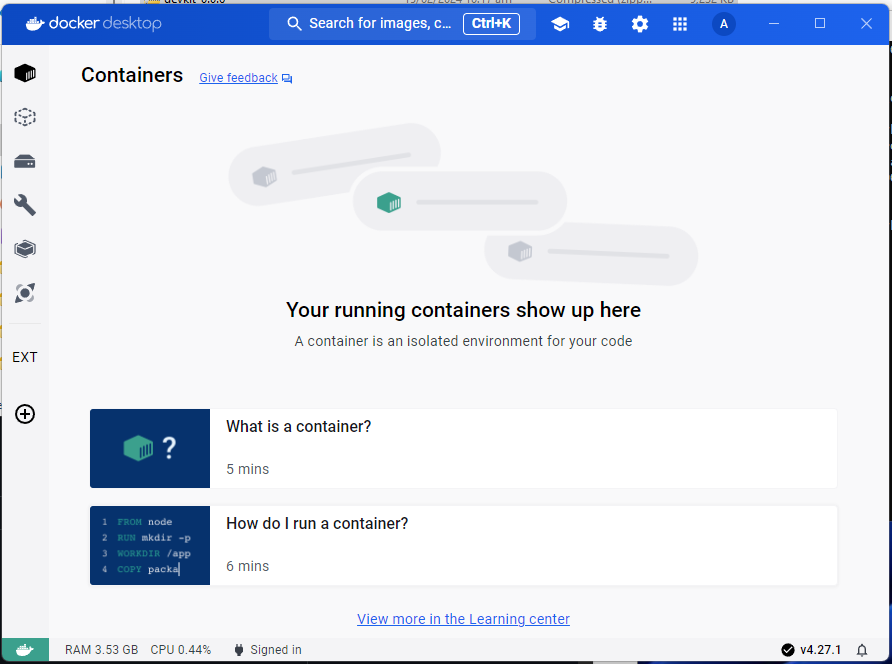 docker desktop
Search for images, c...
Ctrl+K
A
Containers
Give feedback
Your running containers show up here
A container is an isolated environment for your code
EXT
?
What is a container?
5 mins
1 FROM node
2 RUN mkdir -p
3 WORKDIR /app
4 COPY packa
How do I run a container?
6 mins
View more in the Learning center
RAM 3.53 GB CPU 0.44% Signed in
v4.27.1